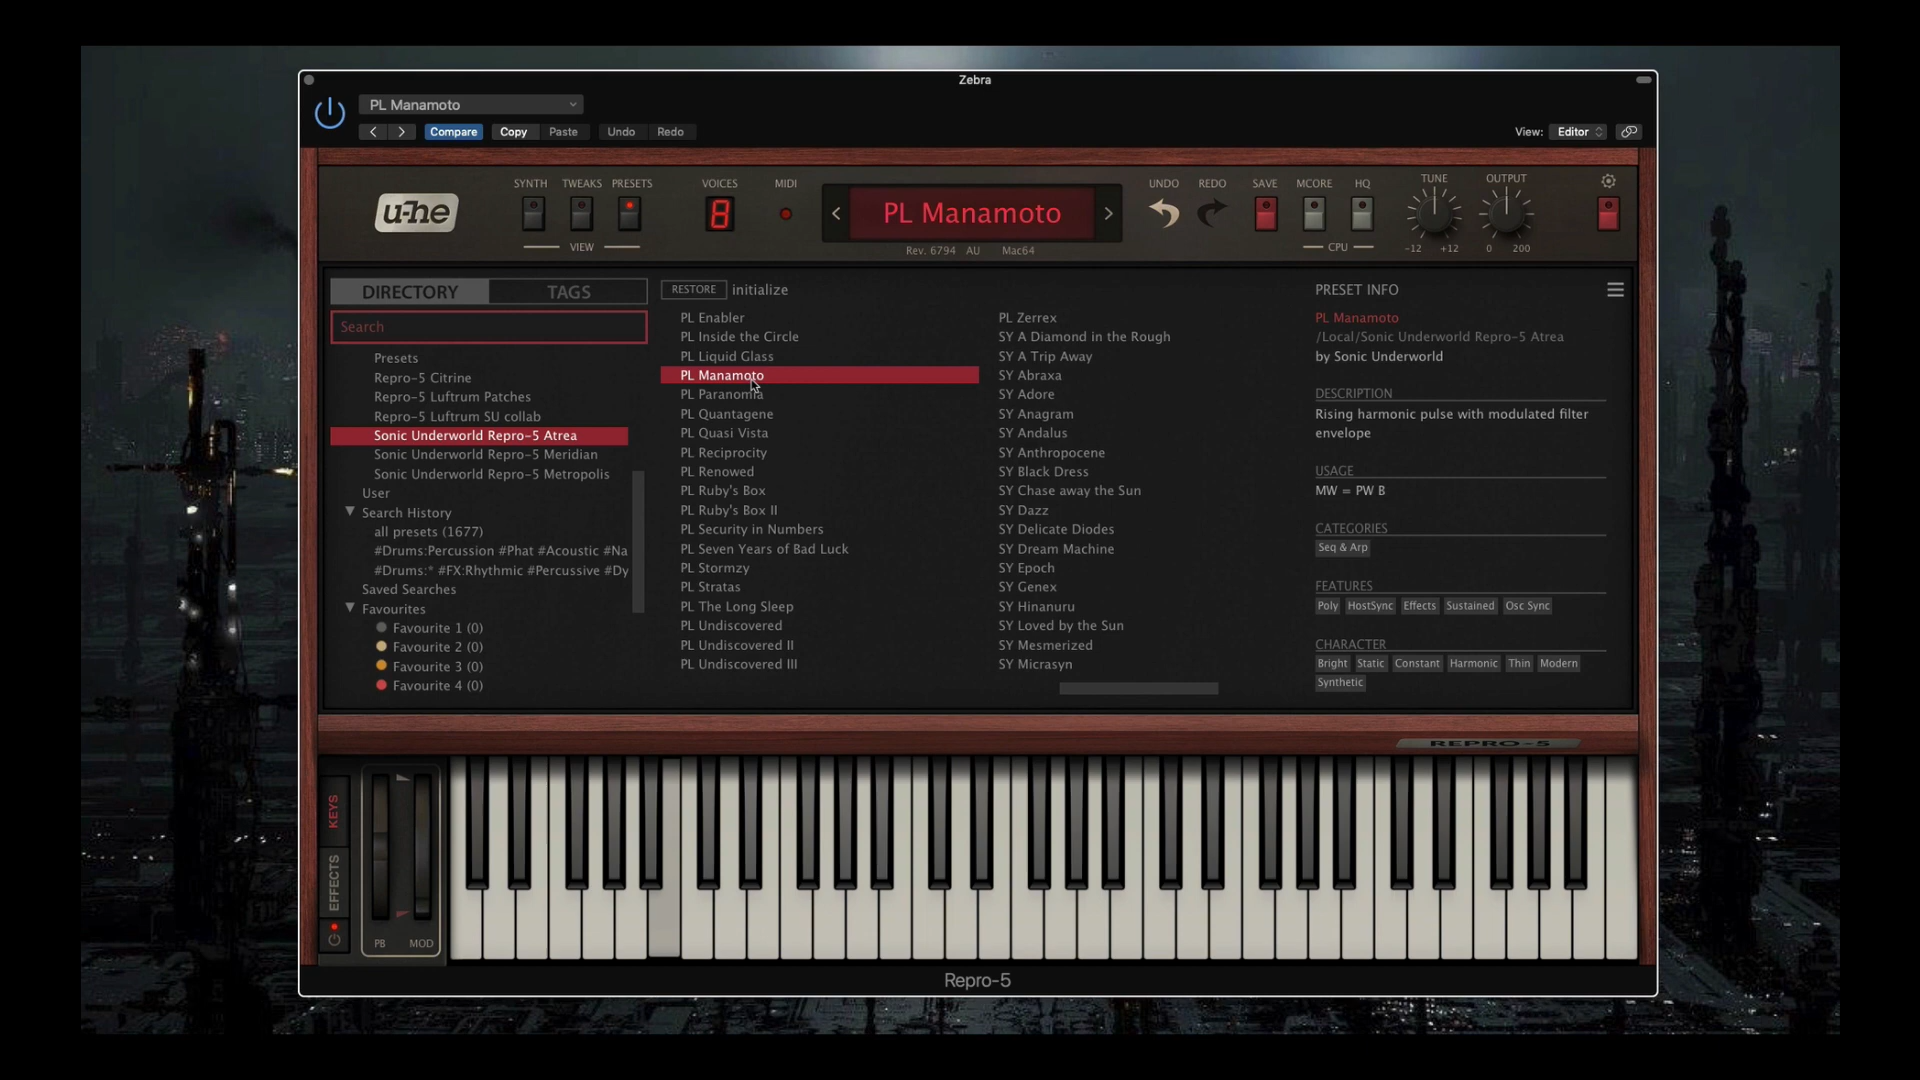 Zebra
PL Manamoto
Compare Copy Paste Undo Redo
View: Editor
u-he
SYNTH TWEAKS PRESETS
VIEW
VOICES
8
MIDI
PL Manamoto
Rev. 6794 AU Mac64
UNDO REDO SAVE MCORE HQ
CPU
TUNE
-12 +12
OUTPUT
0 200
DIRECTORY TAGS
Search
Presets
Repro-5 Citrine
Repro-5 Luftrum Patches
Repro-5 Luftrum SU collab
Sonic Underworld Repro-5 Atrea
Sonic Underworld Repro-5 Meridian
Sonic Underworld Repro-5 Metropolis
User
Search History
all presets (1677)
#Drums:Percussion #Phat #Acoustic #Na
#Drums:* #FX:Rhythmic #Percussive #Dy
Saved Searches
Favourites
Favourite 1 (0)
Favourite 2 (0)
Favourite 3 (0)
Favourite 4 (0)
RESTORE initialize
PL Enabler
PL Inside the Circle
PL Liquid Glass
PL Manamoto
PL Paranomia
PL Quantagene
PL Quasi Vista
PL Reciprocity
PL Renowed
PL Ruby's Box
PL Ruby's Box II
PL Security in Numbers
PL Seven Years of Bad Luck
PL Stormzy
PL Stratas
PL The Long Sleep
PL Undiscovered
PL Undiscovered II
PL Undiscovered III
PL Zerrex
SY A Diamond in the Rough
SY A Trip Away
SY Abraxa
SY Adore
SY Anagram
SY Andalus
SY Anthropocene
SY Black Dress
SY Chase away the Sun
SY Dazz
SY Delicate Diodes
SY Dream Machine
SY Epoch
SY Genex
SY Hinanuru
SY Loved by the Sun
SY Mesmerized
SY Micrasyn
PRESET INFO
PL Manamoto
/Local/Sonic Underworld Repro-5 Atrea
by Sonic Underworld
DESCRIPTION
Rising harmonic pulse with modulated filter
envelope
USAGE
MW = PW B
CATEGORIES
Seq & Arp
FEATURES
Poly HostSync Effects Sustained Osc Sync
CHARACTER
Bright Static Constant Harmonic Thin Modern
Synthetic
REPRO-5
KEYS
EFFECTS
PB MOD
Repro-5